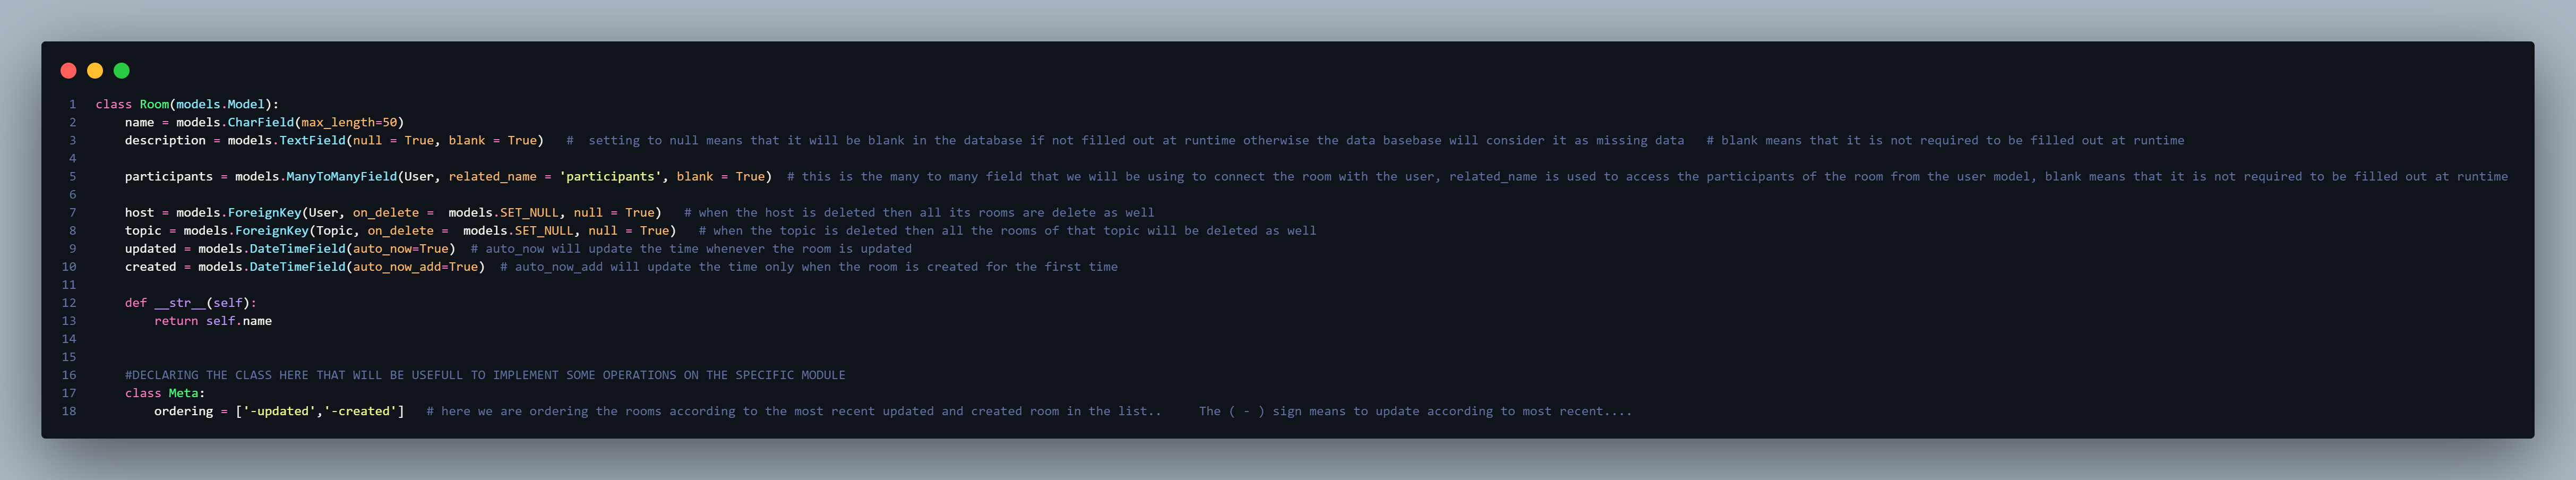 1 class Room(models.Model):
2     name = models.CharField(max_length=50)
3     description = models.TextField(null = True, blank = True)   #  setting to null means that it will be blank in the database if not filled out at runtime otherwise the data basebase will consider it as missing data   # blank means that it is not required to be filled out at runtime
4
5     participants = models.ManyToManyField(User, related_name = 'participants', blank = True)  # this is the many to many field that we will be using to connect the room with the user, related_name is used to access the participants of the room from the user model, blank means that it is not required to be filled out at runtime
6
7     host = models.ForeignKey(User, on_delete =  models.SET_NULL, null = True)   # when the host is deleted then all its rooms are delete as well
8     topic = models.ForeignKey(Topic, on_delete =  models.SET_NULL, null = True)   # when the topic is deleted then all the rooms of that topic will be deleted as well
9     updated = models.DateTimeField(auto_now=True)  # auto_now will update the time whenever the room is updated
10     created = models.DateTimeField(auto_now_add=True)  # auto_now_add will update the time only when the room is created for the first time
11
12     def __str__(self):
13         return self.name
14
15
16     #DECLARING THE CLASS HERE THAT WILL BE USEFULL TO IMPLEMENT SOME OPERATIONS ON THE SPECIFIC MODULE
17     class Meta:
18         ordering = ['-updated','-created']   # here we are ordering the rooms according to the most recent updated and created room in the list..     The ( - ) sign means to update according to most recent....